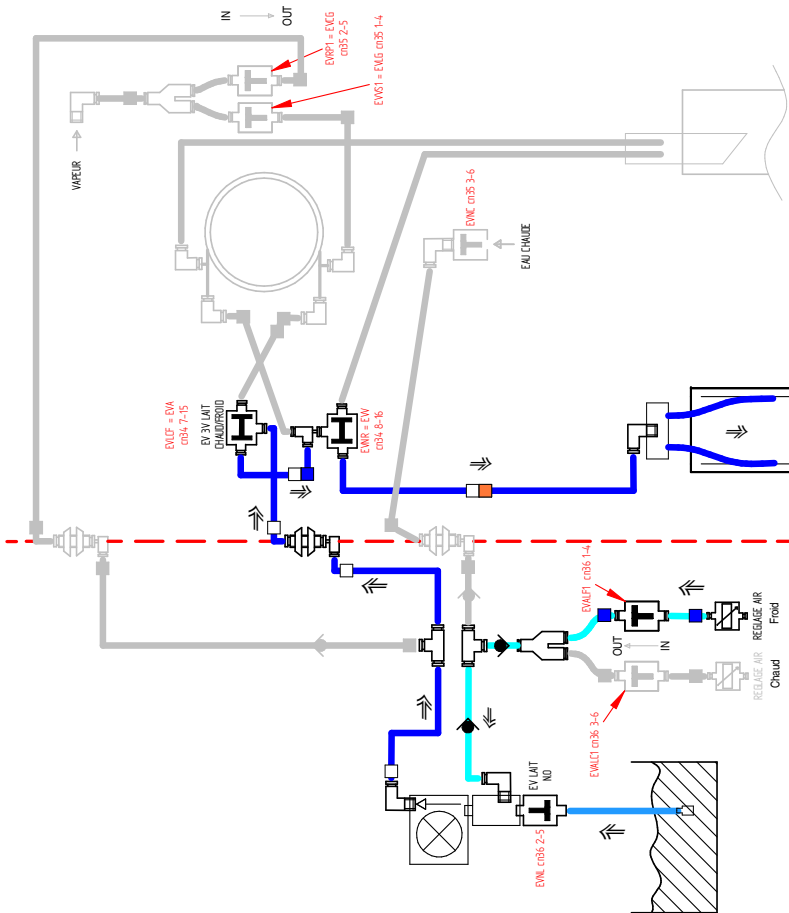 IN
OUT
EVRP1 = EVCG
cn35 2-5
EVVS1 = EVLG cn35 1-4
VAPEUR
EVNC cn35 3-6
EAU CHAUDE
EVLCF = EVA
cn34 7-15
EV 3V LAIT
CHAUD/FROID
EVNR = EVV
cn34 8-16
EVALF1 cn36 1-4
OUT
IN
REGLAGE AIR
Froid
REGLAGE AIR
Chaud
EVALC1 cn36 3-6
EV LAIT
N.O
EVNL cn36 2-5